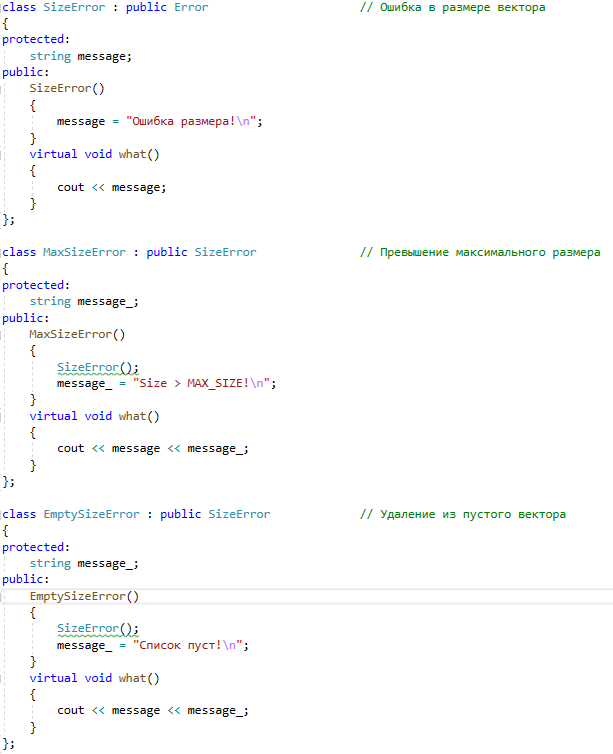 class SizeError : public Error // Ошибка в размере вектора
{
protected:
string message;
public:
SizeError()
{
message = "Ошибка размера!\n";
}
virtual void what()
{
cout << message;
}
};
class MaxSizeError : public SizeError // Превышение максимального размера
{
protected:
string message_;
public:
MaxSizeError()
{
SizeError();
message_ = "Size > MAX_SIZE!\n";
}
virtual void what()
{
cout << message << message_;
}
};
class EmptySizeError : public SizeError // Удаление из пустого вектора
{
protected:
string message_;
public:
EmptySizeError()
{
SizeError();
message_ = "Список пуст!\n";
}
virtual void what()
{
cout << message << message_;
}
};